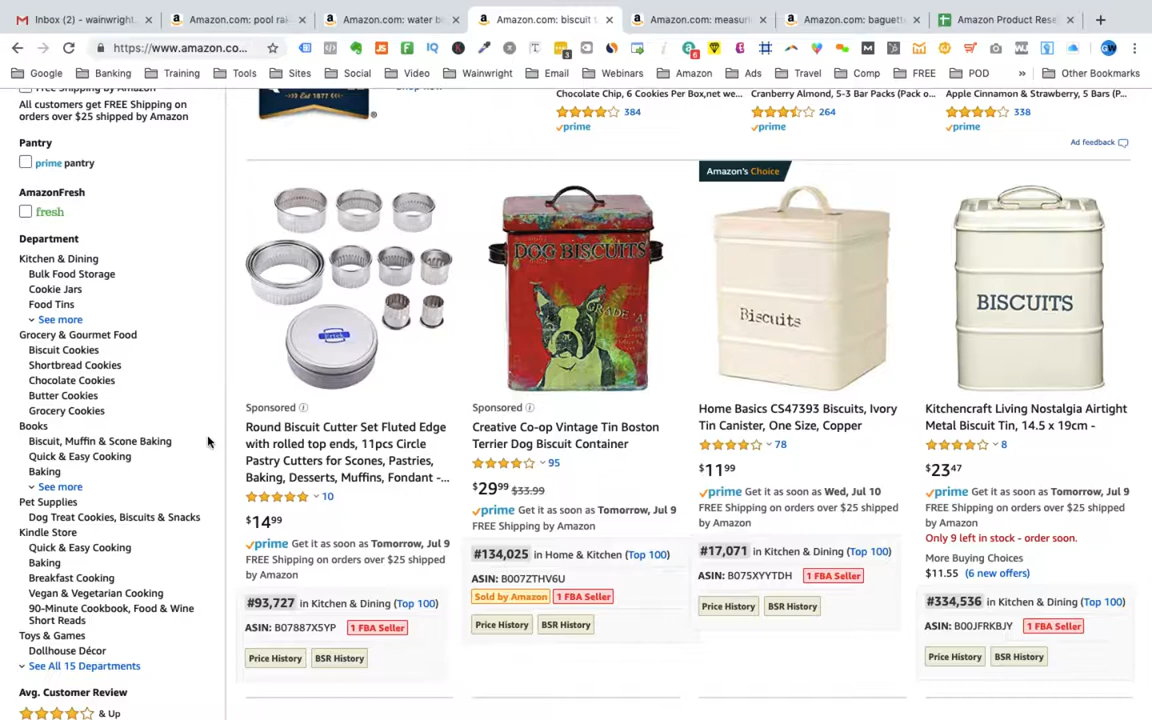 Inbox (2) - wainwright.
Amazon.com: pool rak
Amazon.com: water b
Amazon.com: biscuit t
Amazon.com: measuri
Amazon.com: baguett
Amazon Product Rese
https://www.amazon.co...
Google
Banking
Training
Tools
Sites
Social
Video
Wainwright
Email
Webinars
Amazon
Ads
Travel
Comp
FREE
POD
»
Other Bookmarks
Free Shipping by Amazon
All customers get FREE Shipping on
orders over $25 shipped by Amazon
Pantry
prime pantry
AmazonFresh
fresh
Department
Kitchen & Dining
Bulk Food Storage
Cookie Jars
Food Tins
See more
Grocery & Gourmet Food
Biscuit Cookies
Shortbread Cookies
Chocolate Cookies
Butter Cookies
Grocery Cookies
Books
Biscuit, Muffin & Scone Baking
Quick & Easy Cooking
Baking
See more
Pet Supplies
Dog Treat Cookies, Biscuits & Snacks
Kindle Store
Quick & Easy Cooking
Baking
Breakfast Cooking
Vegan & Vegetarian Cooking
90-Minute Cookbook, Food & Wine
Short Reads
Toys & Games
Dollhouse Décor
See All 15 Departments
Avg. Customer Review
& Up
EST 1877
Chocolate Chip, 6 Cookies Per Box,net we...
384
prime
Cranberry Almond, 5-3 Bar Packs (Pack o...
264
prime
Apple Cinnamon & Strawberry, 5 Bars (P...
338
prime
Ad feedback
Sponsored
Round Biscuit Cutter Set Fluted Edge
with rolled top ends, 11pcs Circle
Pastry Cutters for Scones, Pastries,
Baking, Desserts, Muffins, Fondant -...
10
$14 99
prime Get it as soon as Tomorrow, Jul 9
FREE Shipping on orders over $25 shipped
by Amazon
#93,727 in Kitchen & Dining (Top 100)
ASIN: B07887X5YP 1 FBA Seller
Price History BSR History
DOG BISCUITS
GRADE 'A'
Sponsored
Creative Co-op Vintage Tin Boston
Terrier Dog Biscuit Container
95
$29 99 $33.99
prime Get it as soon as Tomorrow, Jul 9
FREE Shipping by Amazon
#134,025 in Home & Kitchen (Top 100)
ASIN: B007ZTHV6U
Sold by Amazon 1 FBA Seller
Price History BSR History
Amazon's Choice
Biscuits
Home Basics CS47393 Biscuits, Ivory
Tin Canister, One Size, Copper
78
$11 99
prime Get it as soon as Wed, Jul 10
FREE Shipping on orders over $25 shipped
by Amazon
#17,071 in Kitchen & Dining (Top 100)
ASIN: B075XYYTDH 1 FBA Seller
Price History BSR History
BISCUITS
Kitchencraft Living Nostalgia Airtight
Metal Biscuit Tin, 14.5 x 19cm -
8
$23 47
prime Get it as soon as Tomorrow, Jul 9
FREE Shipping on orders over $25 shipped
by Amazon
Only 9 left in stock - order soon.
More Buying Choices
$11.55 (6 new offers)
#334,536 in Kitchen & Dining (Top 100)
ASIN: B00JFRKBJY 1 FBA Seller
Price History BSR History